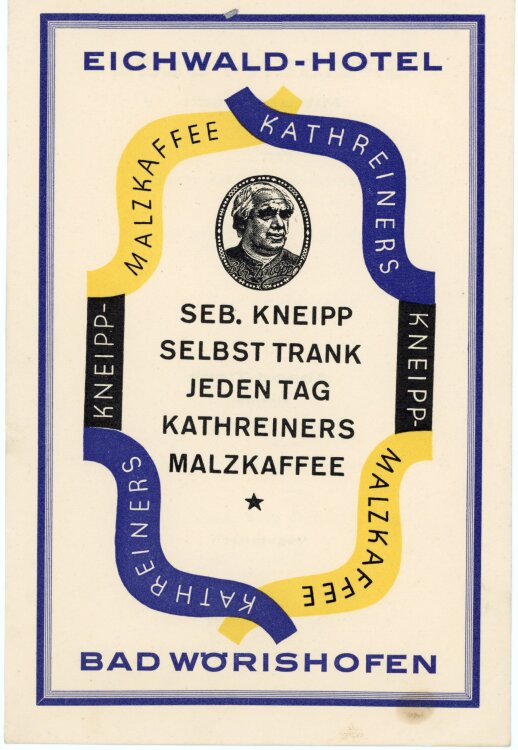 EICHWALD-HOTEL
KATHREINERS
KNEIPP-
MALZKAFFEE
KATHREINERS
KNEIPP-
MALZKAFFEE
SEB. KNEIPP
SELBST TRANK
JEDEN TAG
KATHREINERS
MALZKAFFEE
BAD WÖRISHOFEN